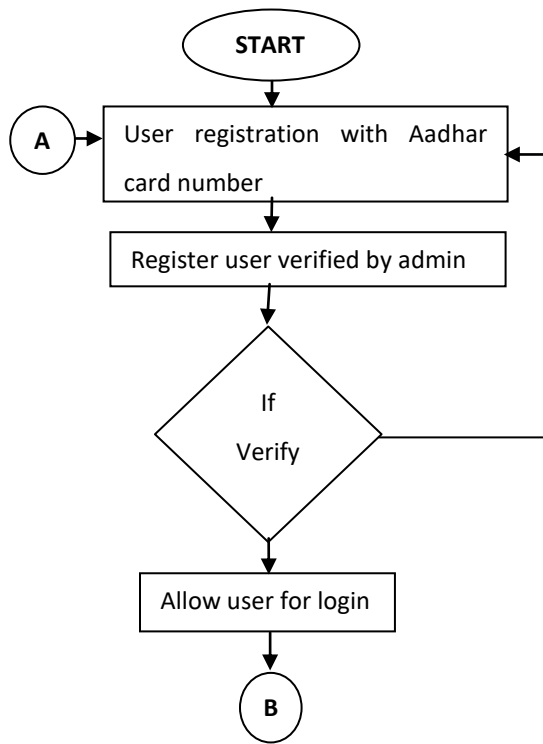 START
A
User registration with Aadhar
card number
Register user verified by admin
If
Verify
Allow user for login
B